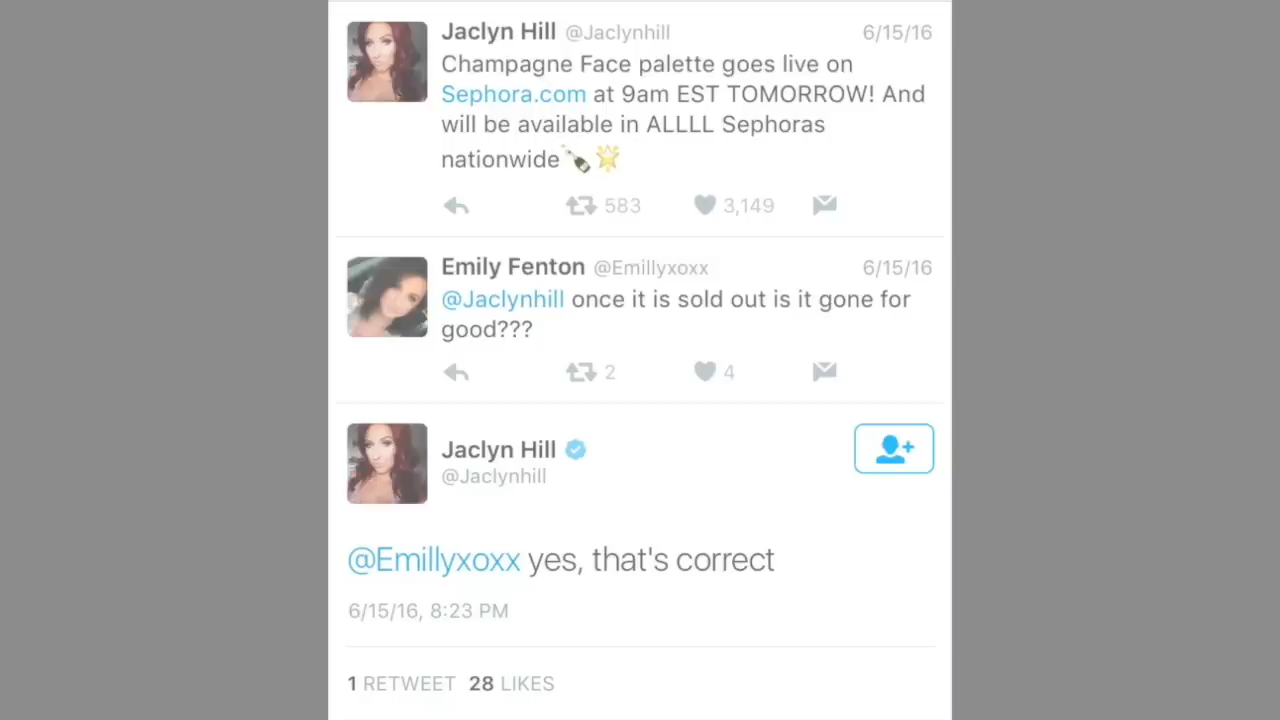 Jaclyn Hill @Jaclynhill 6/15/16
Champagne Face palette goes live on
Sephora.com at 9am EST TOMORROW! And
will be available in ALLLL Sephoras
nationwide🍾🌟
583 3,149
Emily Fenton @Emillyxoxx 6/15/16
@Jaclynhill once it is sold out is it gone for
good???
2 4
Jaclyn Hill
@Jaclynhill
@Emillyxoxx yes, that's correct
6/15/16, 8:23 PM
1 RETWEET 28 LIKES